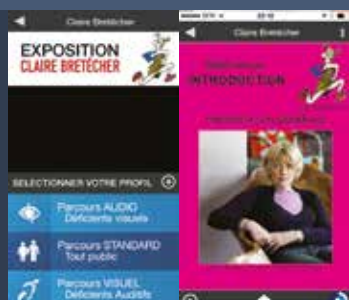 Claire Bretécher
EXPOSITION
CLAIRE BRETÉCHER
SELECTIONNER VOTRE PROFIL
Parcours AUDIO
Déficients visuels
Parcours STANDARD
Tout public
Parcours VISUEL
Déficients Auditifs
Claire Bretécher
INTRODUCTION